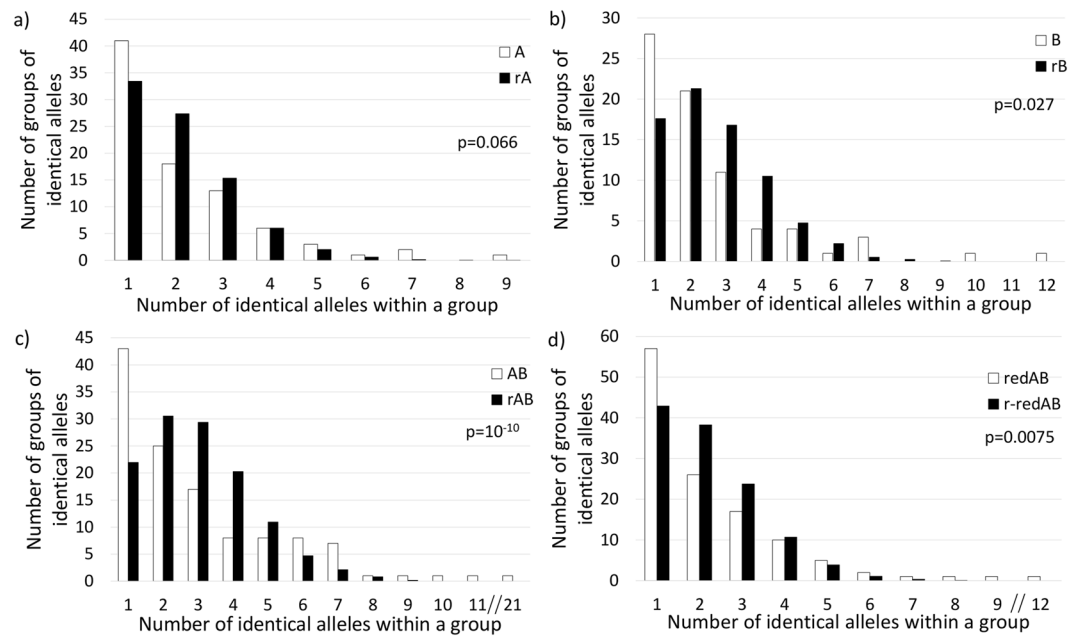 a)
Number of groups of
identical alleles
45
40
35
30
25
20
15
10
5
0
A
rA
p=0.066
1 2 3 4 5 6 7 8 9
Number of identical alleles within a group
b)
Number of groups of
identical alleles
30
25
20
15
10
5
0
B
rB
p=0.027
1 2 3 4 5 6 7 8 9 10 11 12
Number of identical alleles within a group
c)
Number of groups of
identical alleles
45
40
35
30
25
20
15
10
5
0
AB
rAB
p=10⁻¹⁰
1 2 3 4 5 6 7 8 9 10 11//21
Number of identical alleles within a group
d)
Number of groups of
identical alleles
60
50
40
30
20
10
0
redAB
r-redAB
p=0.0075
1 2 3 4 5 6 7 8 9 // 12
Number of identical alleles within a group